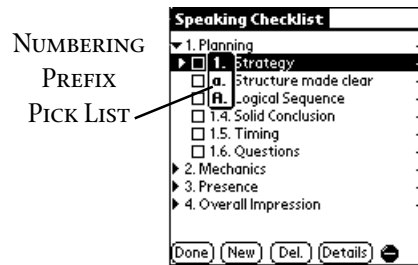 Speaking Checklist
NUMBERING
PREFIX
PICK LIST
1. Planning
1. Strategy
a. Structure made clear
A. Logical Sequence
1.4. Solid Conclusion
1.5. Timing
1.6. Questions
2. Mechanics
3. Presence
4. Overall Impression
Done New Del. Details